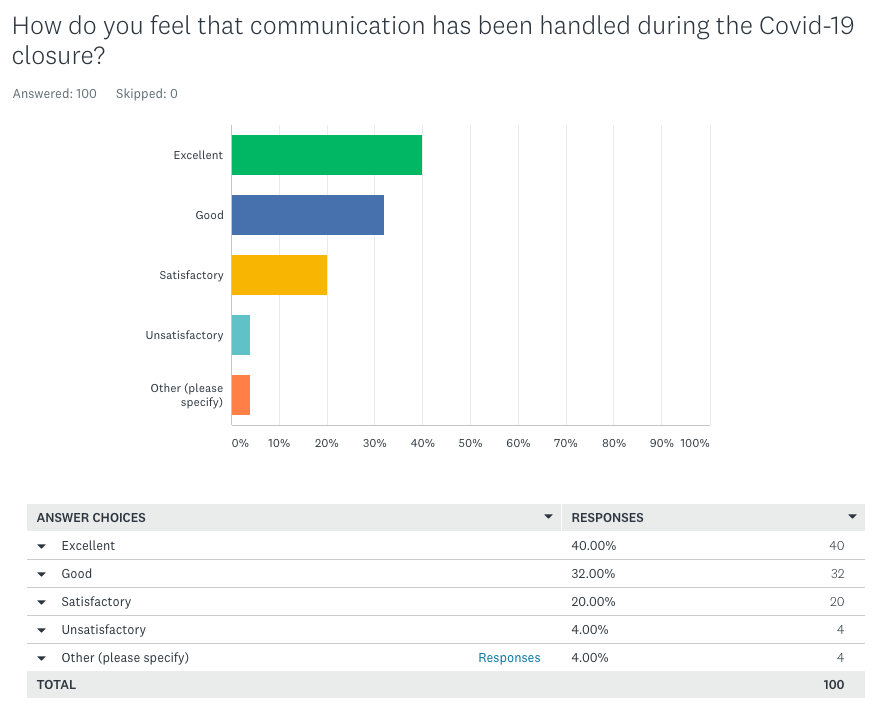 How do you feel that communication has been handled during the Covid-19
closure?
Answered: 100 Skipped: 0
Excellent
Good
Satisfactory
Unsatisfactory
Other (please
specify)
0% 10% 20% 30% 40% 50% 60% 70% 80% 90% 100%
ANSWER CHOICES RESPONSES
Excellent 40.00% 40
Good 32.00% 32
Satisfactory 20.00% 20
Unsatisfactory 4.00% 4
Other (please specify) Responses 4.00% 4
TOTAL 100